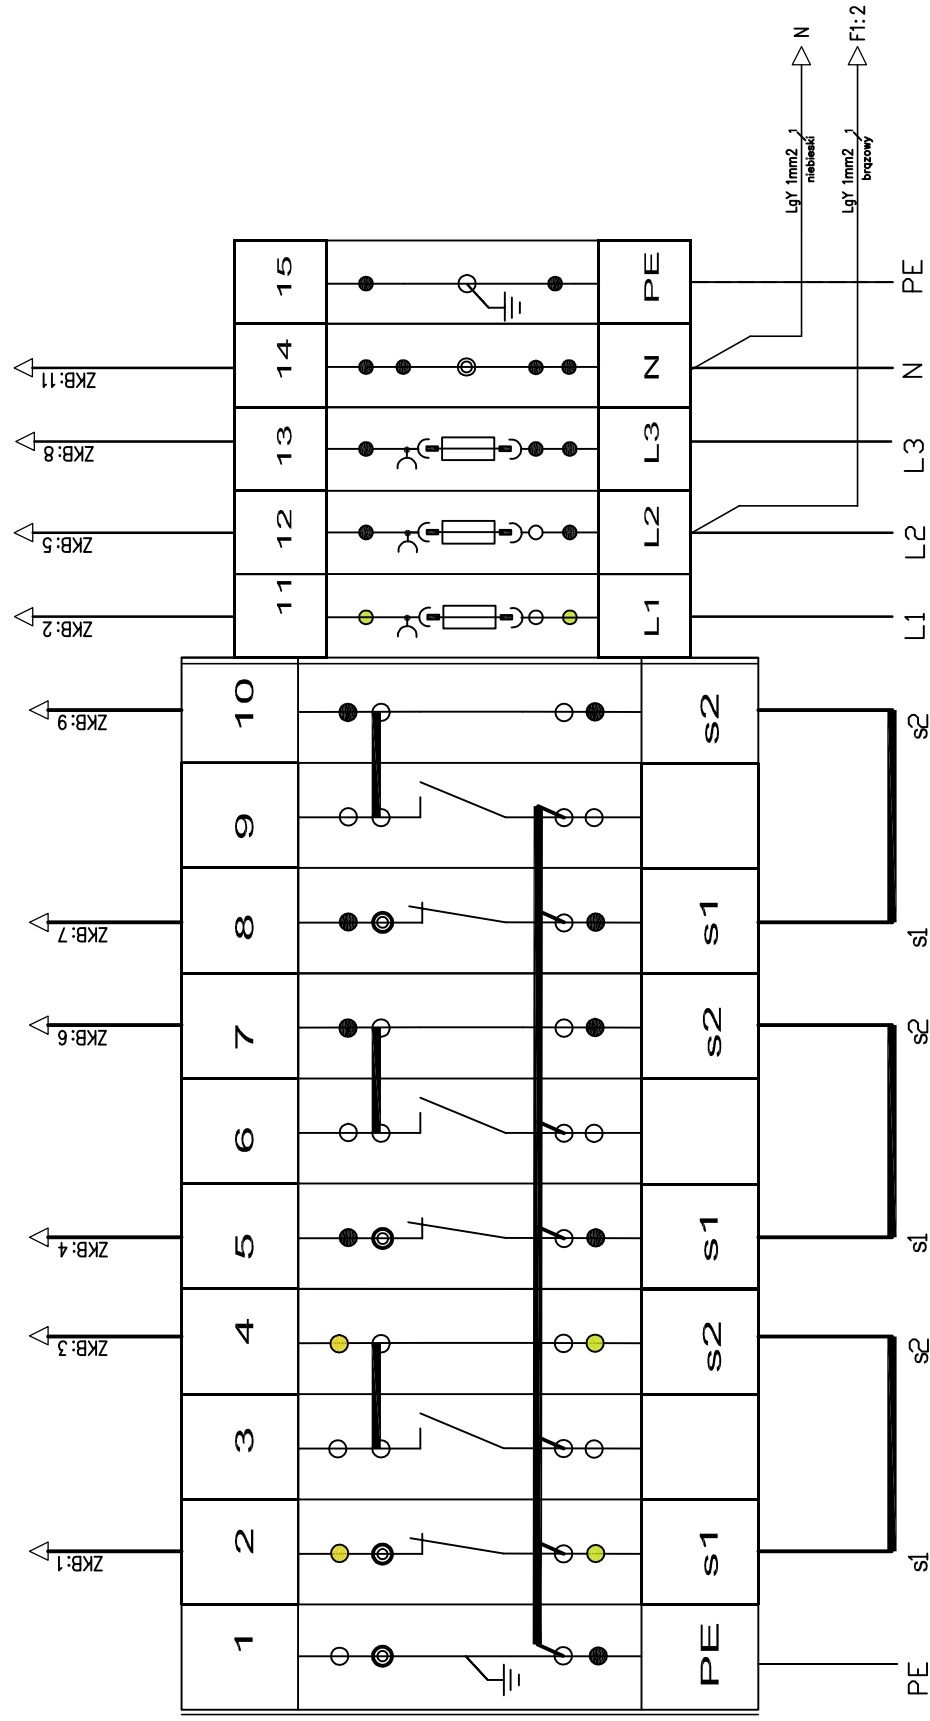 N
F1:2
LgY 1mm2 1
niebieski
LgY 1mm2 1
brązowy
15 PE PE
ZKB:11 14 N N
ZKB:8 13 L3 L3
ZKB:5 12 L2 L2
ZKB:2 11 L1 L1
ZKB:9 10 s2 s2
9
ZKB:7 8 s1 s1
ZKB:6 7 s2 s2
6
ZKB:4 5 s1 s1
ZKB:3 4 s2 s2
3
ZKB:1 2 s1 s1
1 PE PE